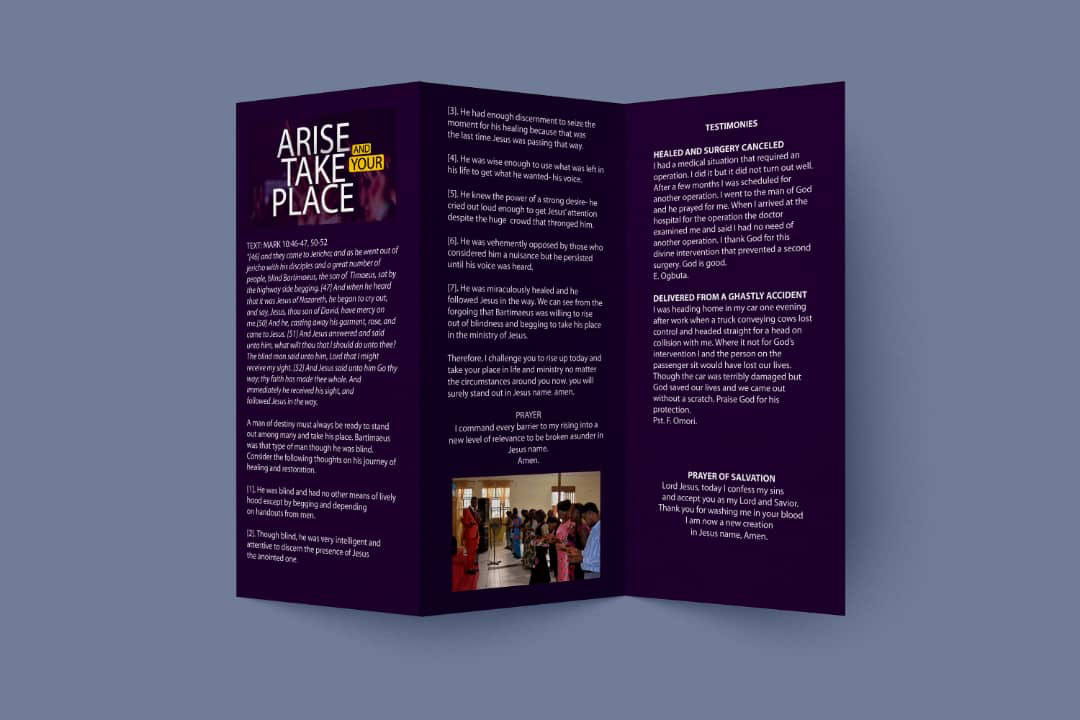 ARISE
AND
TAKE YOUR
PLACE
TEXT: MARK 10:46-47, 50-52
"[46] and they came to Jericho; and as he went out of
jericho with his disciples and a great number of
people, blind Bartimaeus, the son of Timaeus, sat by
the highway side begging. [47] And when he heard
that it was Jesus of Nazareth, he began to cry out,
and say, Jesus, thou son of David, have mercy on
me.[50] And he, casting away his garment, rose, and
came to Jesus. [51] And Jesus answered and said
unto him, what will thou that I should do unto thee?
The blind man said unto him, Lord that I might
receive my sight. [52] And Jesus said unto him Go thy
way; thy faith has made thee whole. And
immediately he received his sight, and
followed Jesus in the way.
A man of destiny must always be ready to stand
out among many and take his place. Bartimaeus
was that type of man though he was blind.
Consider the following thoughts on his journey of
healing and restoration.
[1]. He was blind and had no other means of lively
hood except by begging and depending
on handouts from men.
[2]. Though blind, he was very intelligent and
attentive to discern the presence of Jesus
the anointed one.
[3]. He had enough discernment to seize the
moment for his healing because that was
the last time Jesus was passing that way.
[4]. He was wise enough to use what was left in
his life to get what he wanted- his voice.
[5]. He knew the power of a strong desire- he
cried out loud enough to get Jesus' attention
despite the huge crowd that thronged him.
[6]. He was vehemently opposed by those who
considered him a nuisance but he persisted
until his voice was heard.
[7]. He was miraculously healed and he
followed Jesus in the way. We can see from the
forgoing that Bartimaeus was willing to rise
out of blindness and begging to take his place
in the ministry of Jesus.
Therefore, I challenge you to rise up today and
take your place in life and ministry no matter
the circumstances around you now. you will
surely stand out in Jesus name. amen.
PRAYER
I command every barrier to my rising into a
new level of relevance to be broken asunder in
Jesus name.
Amen.
TESTIMONIES
HEALED AND SURGERY CANCELED
I had a medical situation that required an
operation. I did it but it did not turn out well.
After a few months I was scheduled for
another operation. I went to the man of God
and he prayed for me. When I arrived at the
hospital for the operation the doctor
examined me and said I had no need of
another operation. I thank God for this
divine intervention that prevented a second
surgery. God is good.
E. Ogbuta.
DELIVERED FROM A GHASTLY ACCIDENT
I was heading home in my car one evening
after work when a truck conveying cows lost
control and headed straight for a head on
collision with me. Where it not for God's
intervention I and the person on the
passenger sit would have lost our lives.
Though the car was terribly damaged but
God saved our lives and we came out
without a scratch. Praise God for his
protection.
Pst. F. Omori.
PRAYER OF SALVATION
Lord Jesus, today I confess my sins
and accept you as my Lord and Savior.
Thank you for washing me in your blood
I am now a new creation
in Jesus name, Amen.